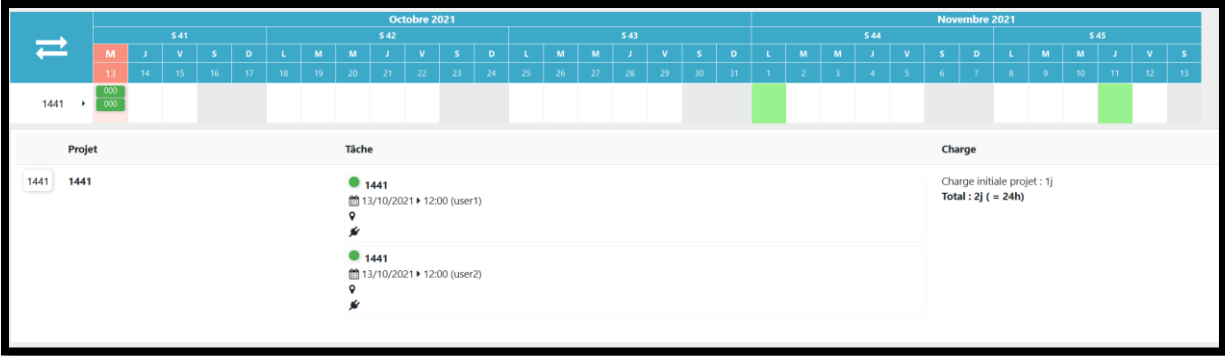 Octobre 2021 Novembre 2021
S 41 S 42 S 43 S 44 S 45
M J V S D L M M J V S D L M M J V S D L M M J V S D L M M J V S
13 14 15 16 17 18 19 20 21 22 23 24 25 26 27 28 29 30 31 1 2 3 4 5 6 7 8 9 10 11 12 13
000
1441
000
Projet Tâche Charge
1441 1441
1441
13/10/2021 12:00 (user1)
Charge initiale projet : 1j
Total : 2j ( = 24h)
1441
13/10/2021 12:00 (user2)